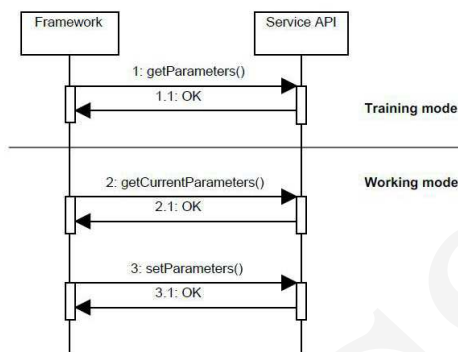 Framework
Service API
1: getParameters()
1.1: OK
Training mode
2: getCurrentParameters()
Working mode
2.1: OK
3: setParameters()
3.1: OK